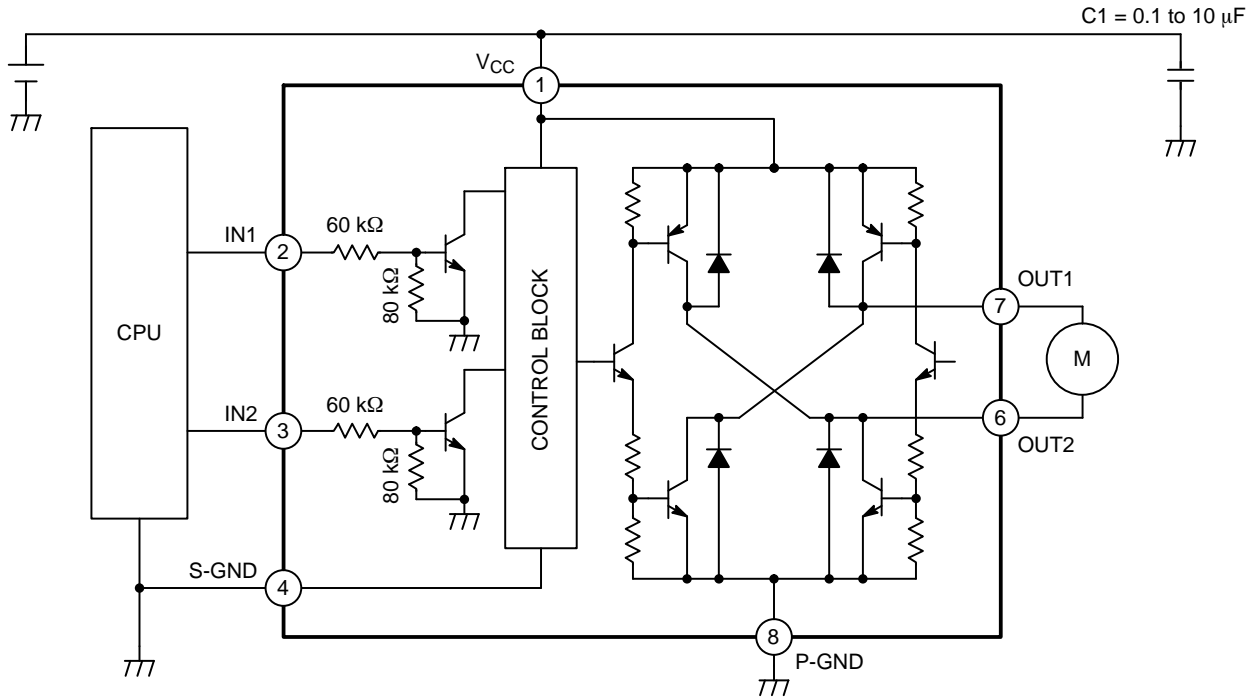 C1 = 0.1 to 10 μF
VCC
1
IN1
2
60 kΩ
80 kΩ
CPU
CONTROL BLOCK
OUT1
7
M
IN2
3
60 kΩ
80 kΩ
6
OUT2
S-GND
4
8
P-GND